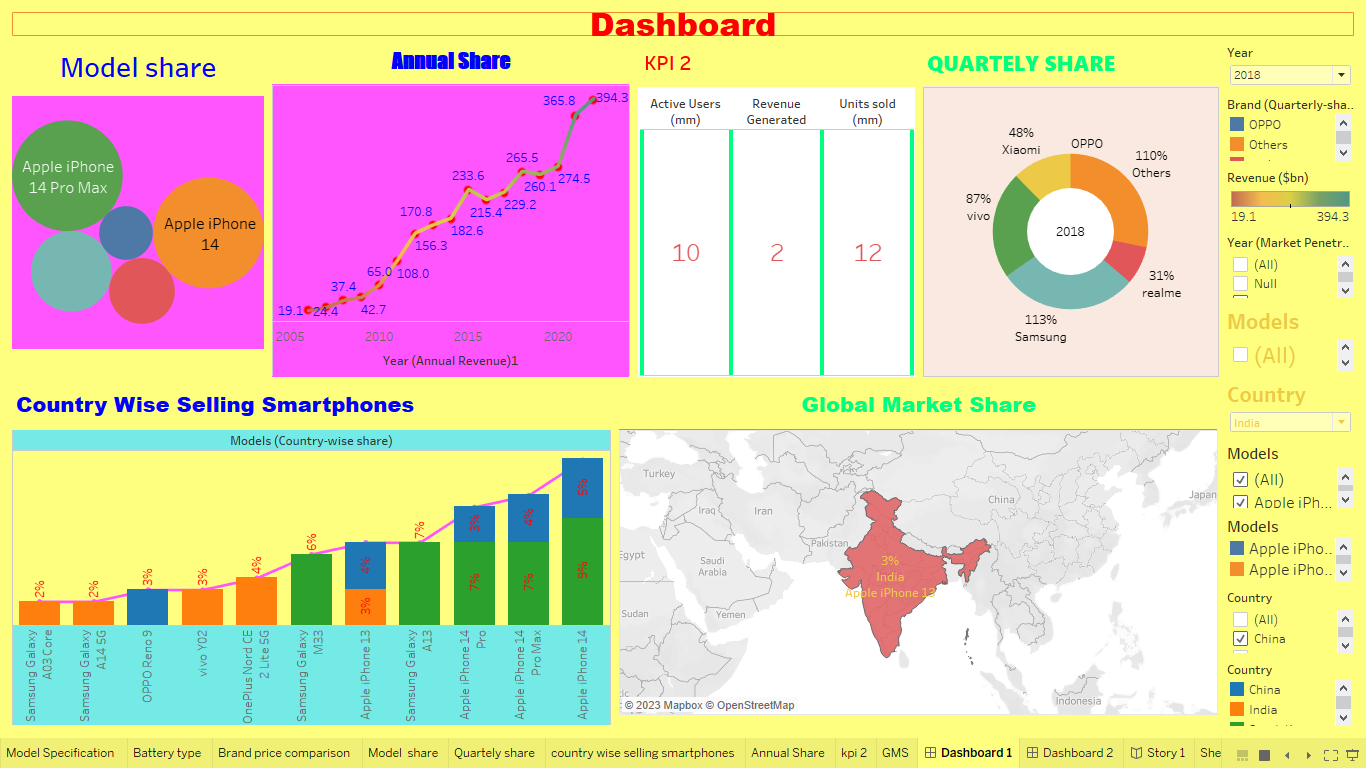 Dashboard
Model share
Apple iPhone
14 Pro Max
Apple iPhone
14
Annual Share
19.1
24.4
37.4
42.7
65.0
108.0
170.8
156.3
182.6
233.6
215.4
229.2
265.5
260.1
274.5
365.8
394.3
2005
2010
2015
2020
Year (Annual Revenue)1
KPI 2
Active Users
(mm)
Revenue
Generated
Units sold
(mm)
10
2
12
QUARTELY SHARE
48%
Xiaomi
OPPO
110%
Others
87%
vivo
2018
31%
realme
113%
Samsung
Year
2018
Brand (Quarterly-sha..
OPPO
Others
Revenue ($bn)
19.1
394.3
Year (Market Penetr..
(All)
Null
Models
(All)
Country
India
Models
(All)
Apple iPh...
Models
Apple iPho..
Apple iPho..
Country
(All)
China
Country
China
India
Country Wise Selling Smartphones
Models (Country-wise share)
2%
2%
3%
3%
4%
6%
4%
3%
7%
3%
7%
4%
7%
5%
9%
Samsung Galaxy
A03 Core
Samsung Galaxy
A14 5G
OPPO Reno 9
vivo Y02
OnePlus Nord CE
2 Lite 5G
Samsung Galaxy
M33
Apple iPhone 13
Samsung Galaxy
A13
Apple iPhone 14
Pro
Apple iPhone 14
Pro Max
Apple iPhone 14
Global Market Share
Turkey
China
Japan
Iraq
Iran
Pakistan
Egypt
Saudi
Arabia
3%
India
Apple iPhone 13
Sudan
Yemen
Indonesia
© 2023 Mapbox © OpenStreetMap
Model Specification
Battery type
Brand price comparison
Model share
Quartely share
country wise selling smartphones
Annual Share
kpi 2
GMS
Dashboard 1
Dashboard 2
Story 1
She